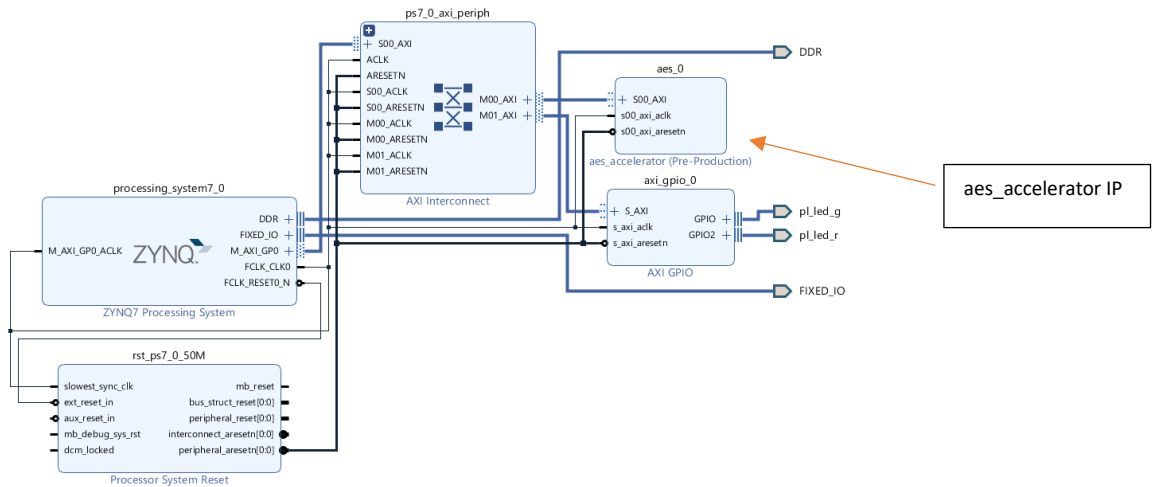 ps7_0_axi_periph
S00_AXI
ACLK
ARESETN
S00_ACLK
S00_ARESETN
M00_ACLK
M00_ARESETN
M01_ACLK
M01_ARESETN
M00_AXI
M01_AXI
AXI Interconnect
DDR
aes_0
S00_AXI
s00_axi_aclk
s00_axi_aresetn
aes_accelerator (Pre-Production)
aes_accelerator IP
axi_gpio_0
S_AXI
s_axi_aclk
s_axi_aresetn
GPIO
GPIO2
AXI GPIO
pl_led_g
pl_led_r
FIXED_IO
processing_system7_0
M_AXI_GP0_ACLK
ZYNQ
DDR
FIXED_IO
M_AXI_GP0
FCLK_CLK0
FCLK_RESET0_N
ZYNQ7 Processing System
rst_ps7_0_50M
slowest_sync_clk
ext_reset_in
aux_reset_in
mb_debug_sys_rst
dcm_locked
mb_reset
bus_struct_reset[0:0]
peripheral_reset[0:0]
interconnect_aresetn[0:0]
peripheral_aresetn[0:0]
Processor System Reset